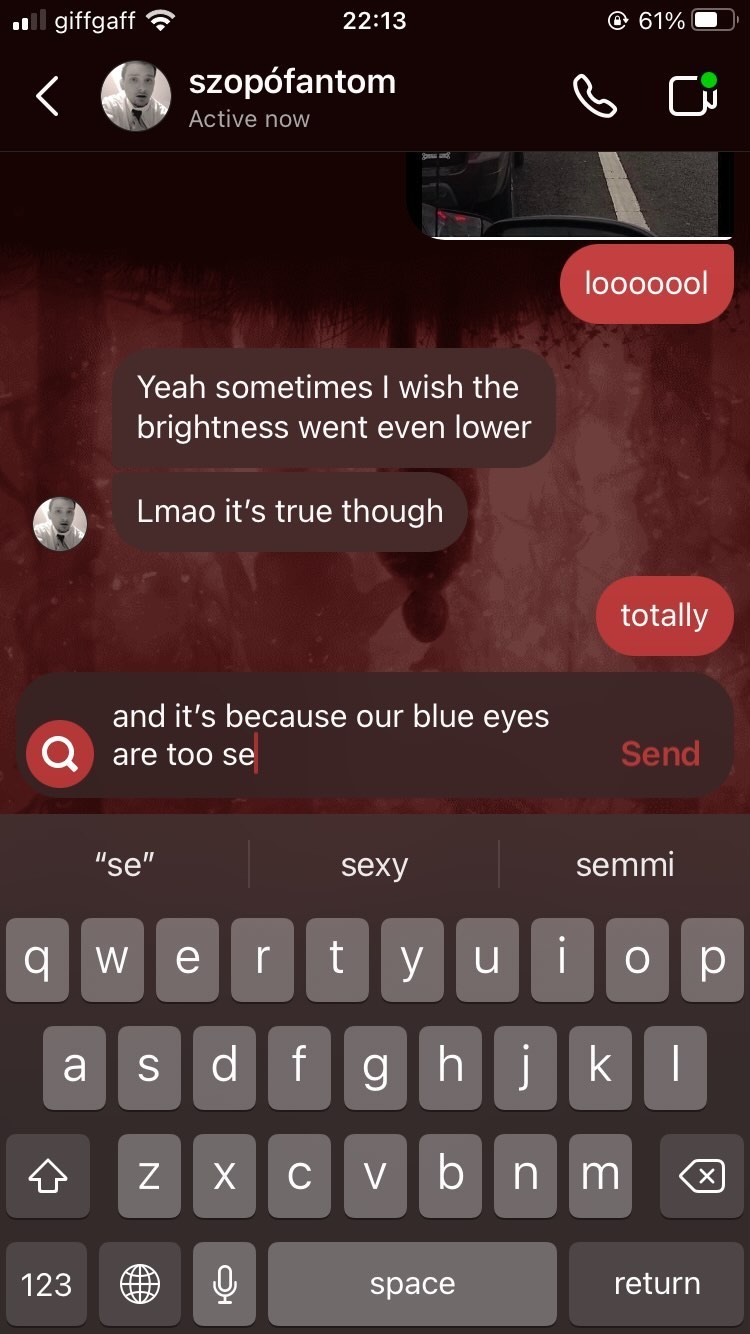 giffgaff 22:13 61%
szopófantom
Active now
looooool
Yeah sometimes I wish the
brightness went even lower
Lmao it’s true though
totally
and it’s because our blue eyes
are too se
Send
“se” sexy semmi
q w e r t y u i o p
a s d f g h j k l
z x c v b n m
123 space return